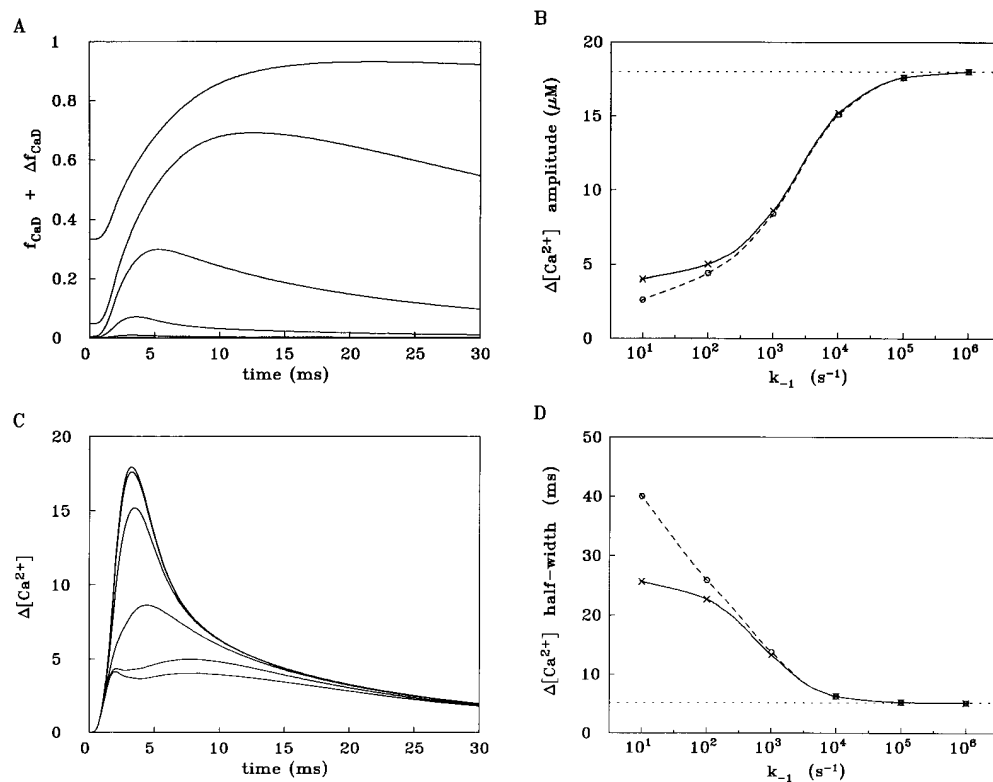 A
1
0.8
0.6
0.4
0.2
0
0 5 10 15 20 25 30
time (ms)
f_CaD + Δf_CaD
B
20
15
10
5
0
10¹ 10² 10³ 10⁴ 10⁵ 10⁶
k₋₁ (s⁻¹)
Δ[Ca²⁺] amplitude (μM)
C
20
15
10
5
0
0 5 10 15 20 25 30
time (ms)
Δ[Ca²⁺]
D
50
40
30
20
10
0
10¹ 10² 10³ 10⁴ 10⁵ 10⁶
k₋₁ (s⁻¹)
Δ[Ca²⁺] half-width (ms)